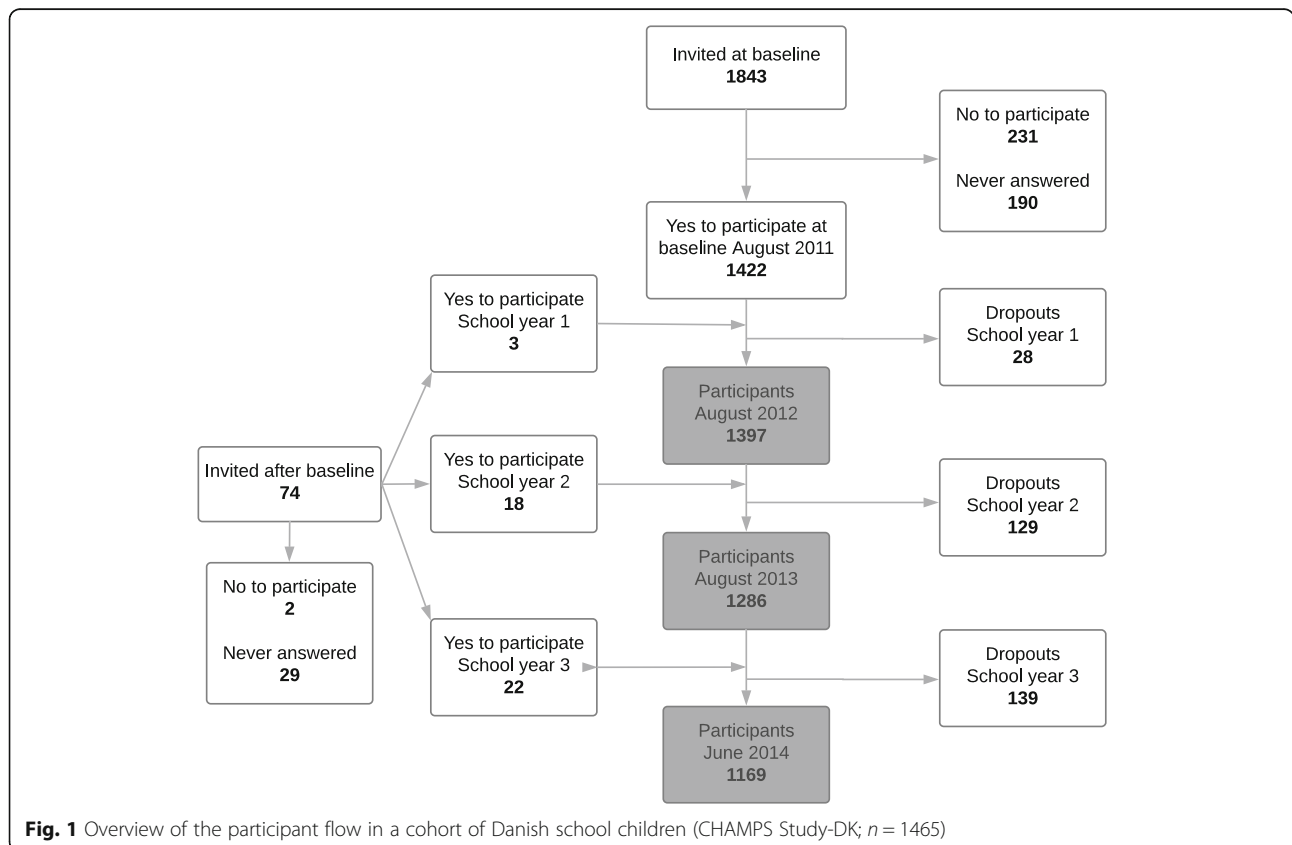 Invited at baseline
1843
No to participate
231
Never answered
190
Yes to participate at
baseline August 2011
1422
Yes to participate
School year 1
3
Dropouts
School year 1
28
Participants
August 2012
1397
Invited after baseline
74
Yes to participate
School year 2
18
Dropouts
School year 2
129
Participants
August 2013
1286
No to participate
2
Never answered
29
Yes to participate
School year 3
22
Dropouts
School year 3
139
Participants
June 2014
1169
Fig. 1 Overview of the participant flow in a cohort of Danish school children (CHAMPS Study-DK; n = 1465)